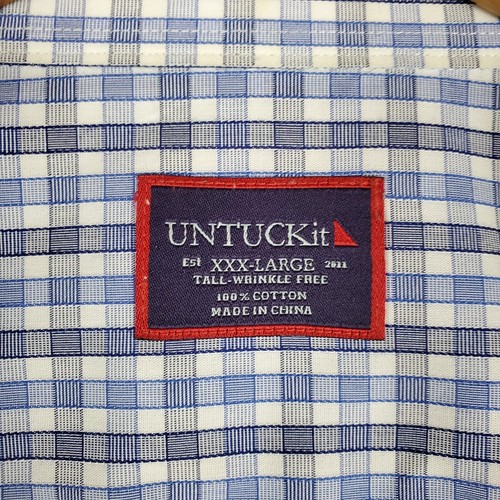 UNTUCKit
Est XXX-LARGE 2011
TALL-WRINKLE FREE
100% COTTON
MADE IN CHINA